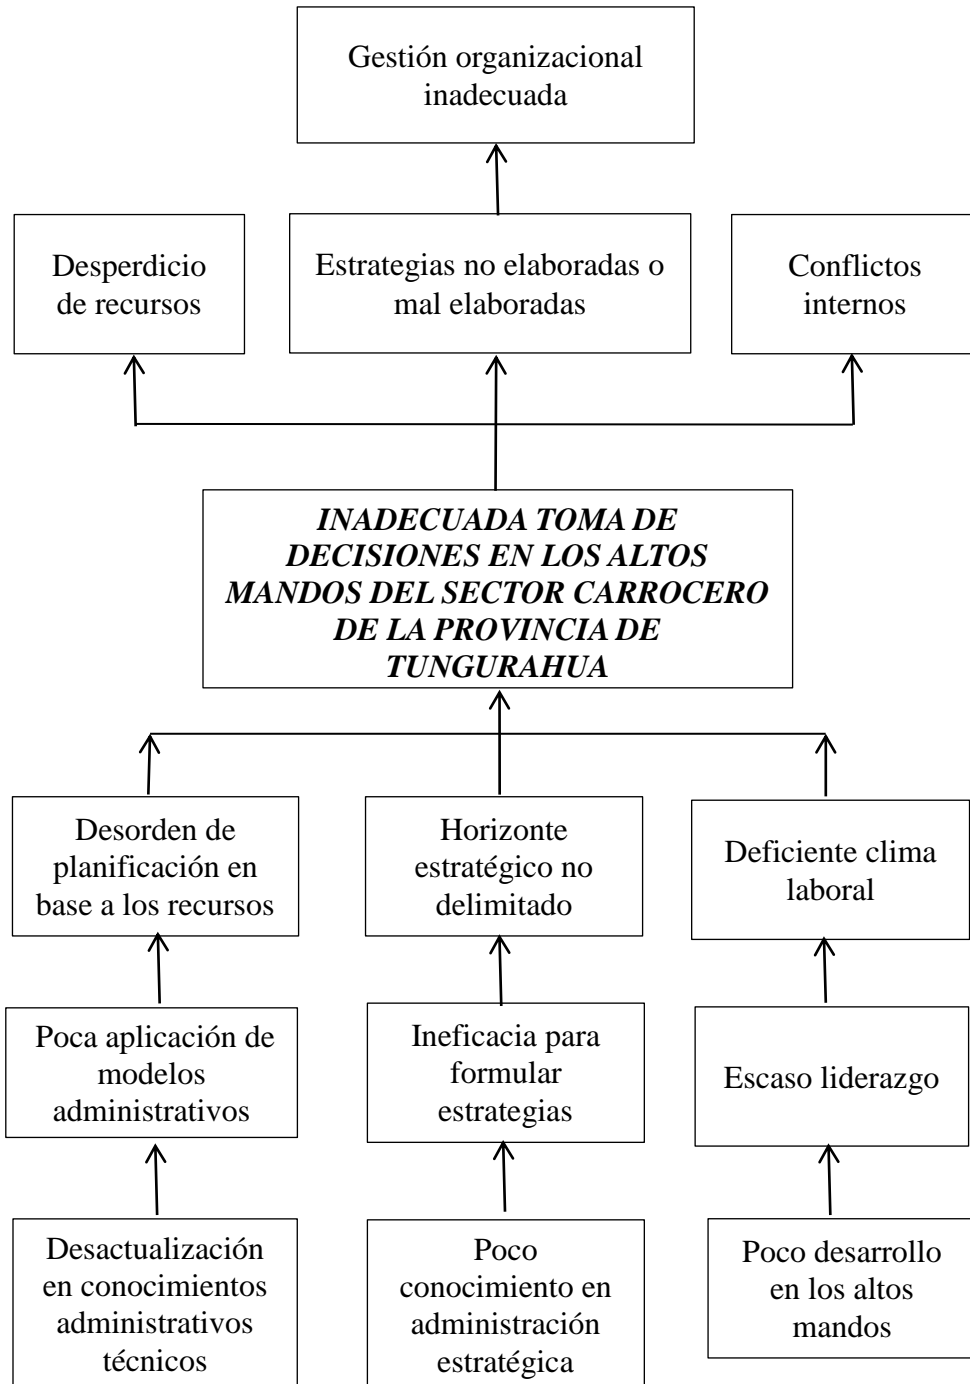 Gestión organizacional
inadecuada
Desperdicio
de recursos
Estrategias no elaboradas o
mal elaboradas
Conflictos
internos
INADECUADA TOMA DE
DECISIONES EN LOS ALTOS
MANDOS DEL SECTOR CARROCERO
DE LA PROVINCIA DE
TUNGURAHUA
Desorden de
planificación en
base a los recursos
Horizonte
estratégico no
delimitado
Deficiente clima
laboral
Poca aplicación de
modelos
administrativos
Ineficacia para
formular
estrategias
Escaso liderazgo
Desactualización
en conocimientos
administrativos
técnicos
Poco
conocimiento en
administración
estratégica
Poco desarrollo
en los altos
mandos